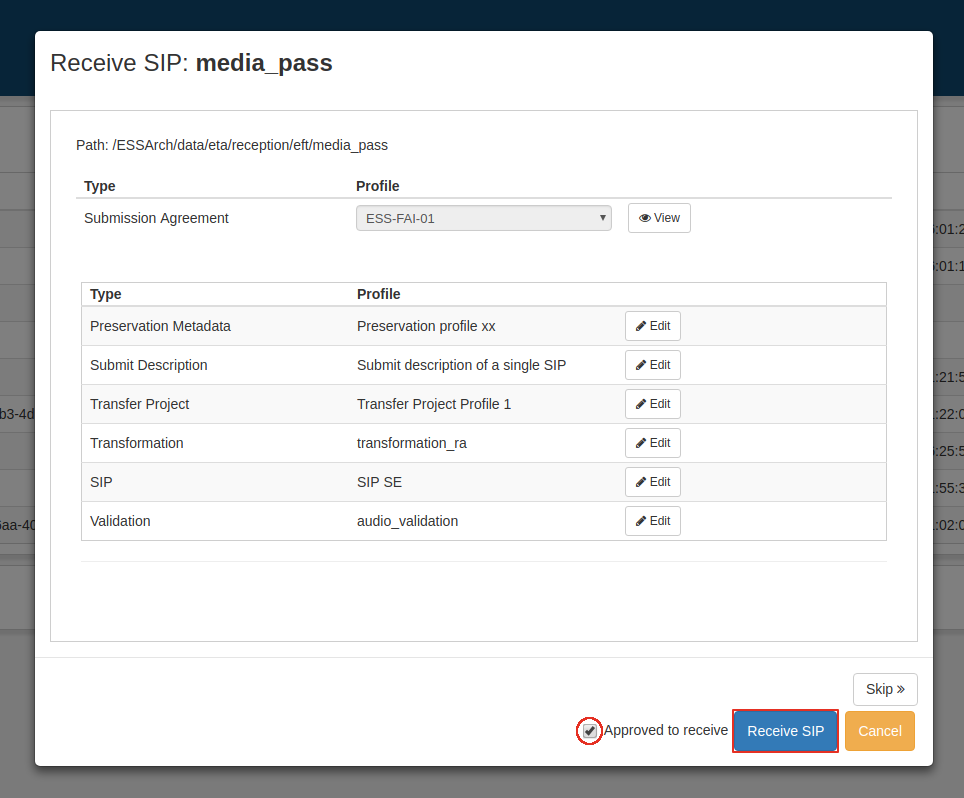 Receive SIP: media_pass
Path: /ESSArch/data/eta/reception/eft/media_pass
Type Profile
Submission Agreement ESS-FAI-01 View
Type Profile
Preservation Metadata Preservation profile xx Edit
Submit Description Submit description of a single SIP Edit
Transfer Project Transfer Project Profile 1 Edit
Transformation transformation_ra Edit
SIP SIP SE Edit
Validation audio_validation Edit
Skip »
Approved to receive Receive SIP Cancel
:01:2
:01:1
:21:5
b3-4d :22:0
:25:5
:55:3
aa-40 :02:0